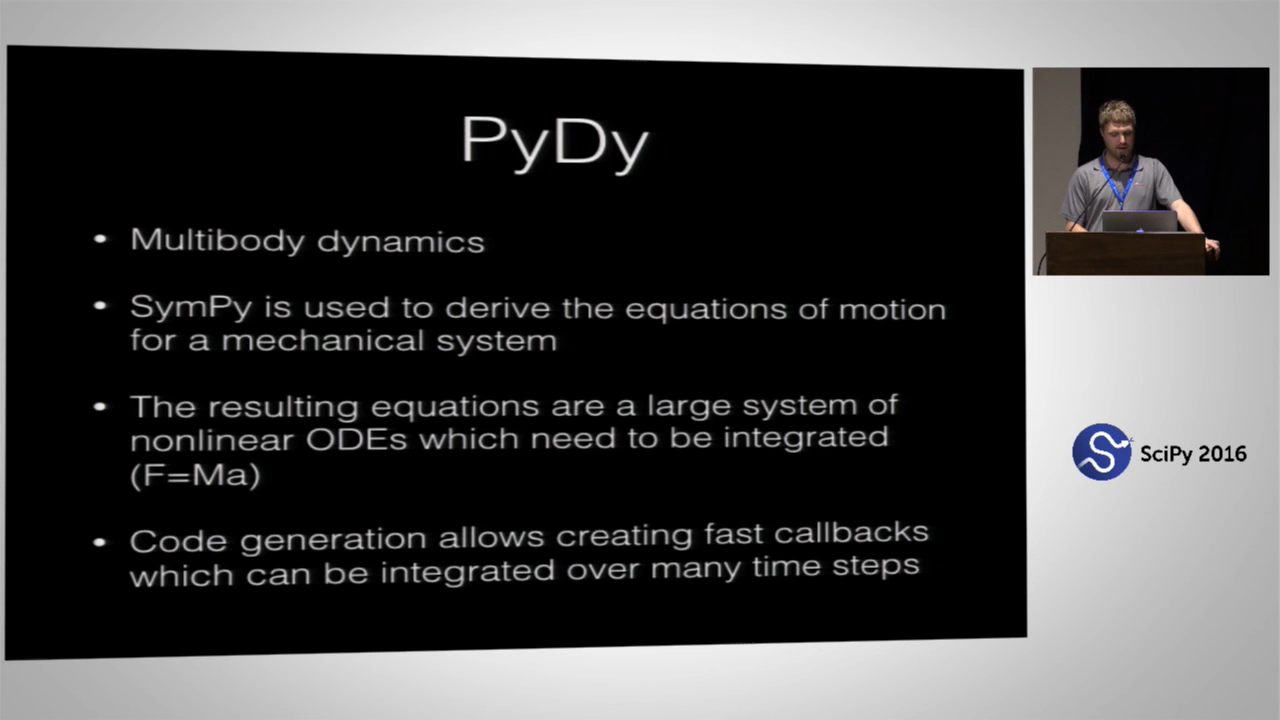 PyDy
• Multibody dynamics
• SymPy is used to derive the equations of motion
for a mechanical system
• The resulting equations are a large system of
nonlinear ODEs which need to be integrated
(F=Ma)
• Code generation allows creating fast callbacks
which can be integrated over many time steps
SciPy 2016